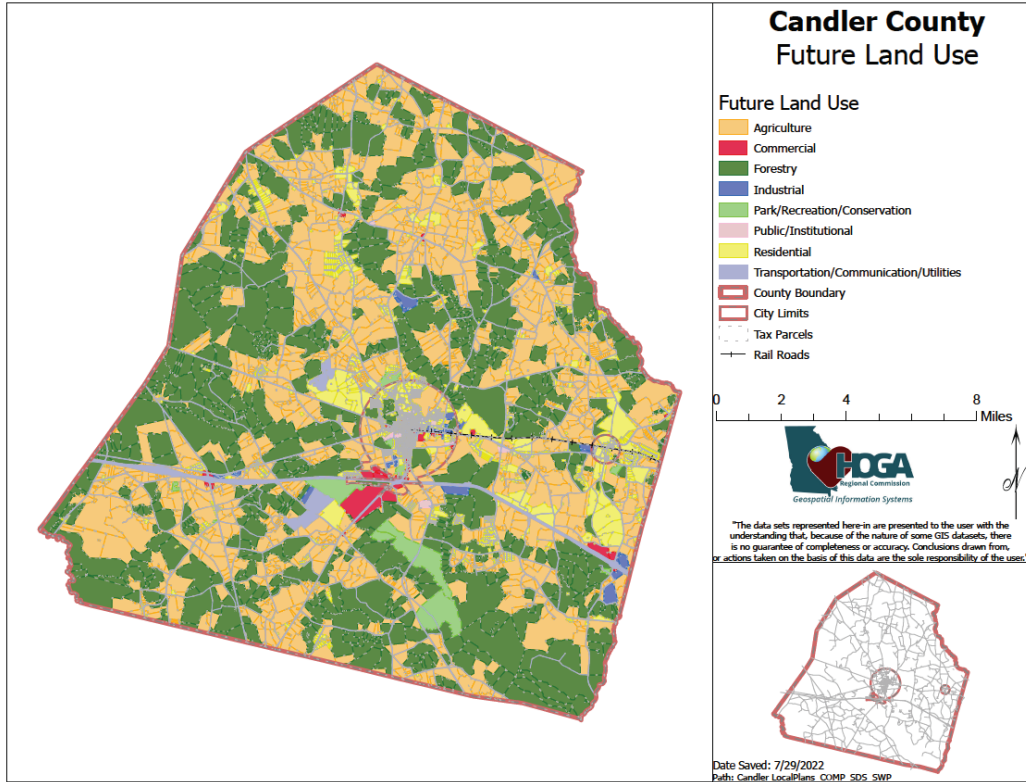 Candler County
Future Land Use
Future Land Use
Agriculture
Commercial
Forestry
Industrial
Park/Recreation/Conservation
Public/Institutional
Residential
Transportation/Communication/Utilities
County Boundary
City Limits
Tax Parcels
Rail Roads
0 2 4 8
Miles
HOGA
Regional Commission
Geospatial Information Systems
N
"The data sets represented here-in are presented to the user with the
understanding that, because of the nature of some GIS datasets, there
is no guarantee of completeness or accuracy. Conclusions drawn from,
or actions taken on the basis of this data are the sole responsibility of the user."
Date Saved: 7/29/2022
Path: Candler LocalPlans COMP SDS SWP